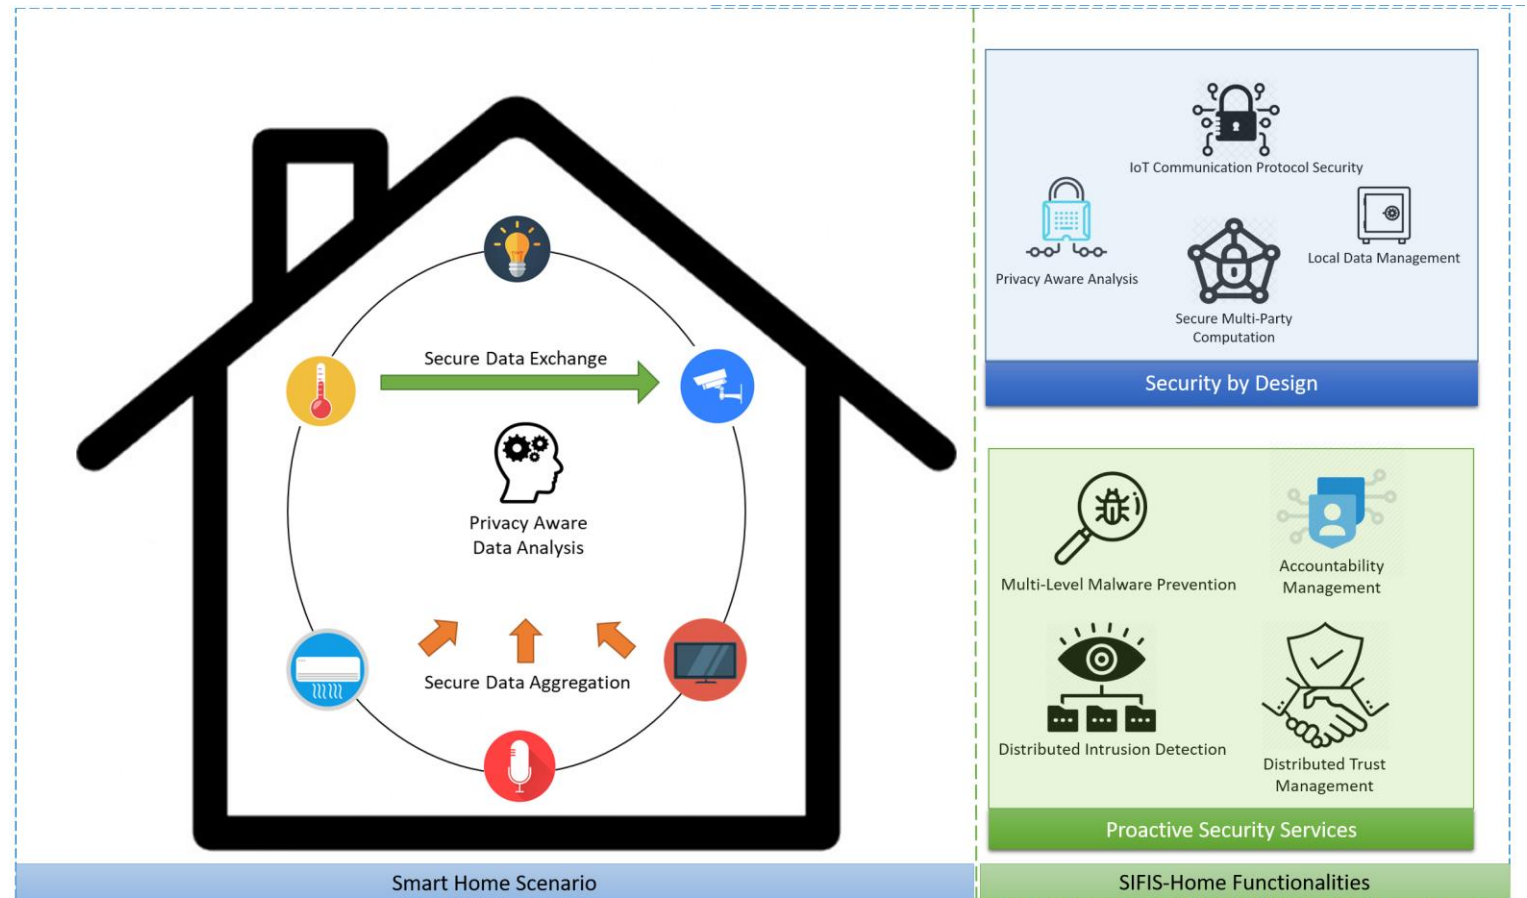 Secure Data Exchange
Privacy Aware
Data Analysis
Secure Data Aggregation
Smart Home Scenario
IoT Communication Protocol Security
Privacy Aware Analysis
Local Data Management
Secure Multi-Party
Computation
Security by Design
Multi-Level Malware Prevention
Accountability
Management
Distributed Intrusion Detection
Distributed Trust
Management
Proactive Security Services
SIFIS-Home Functionalities